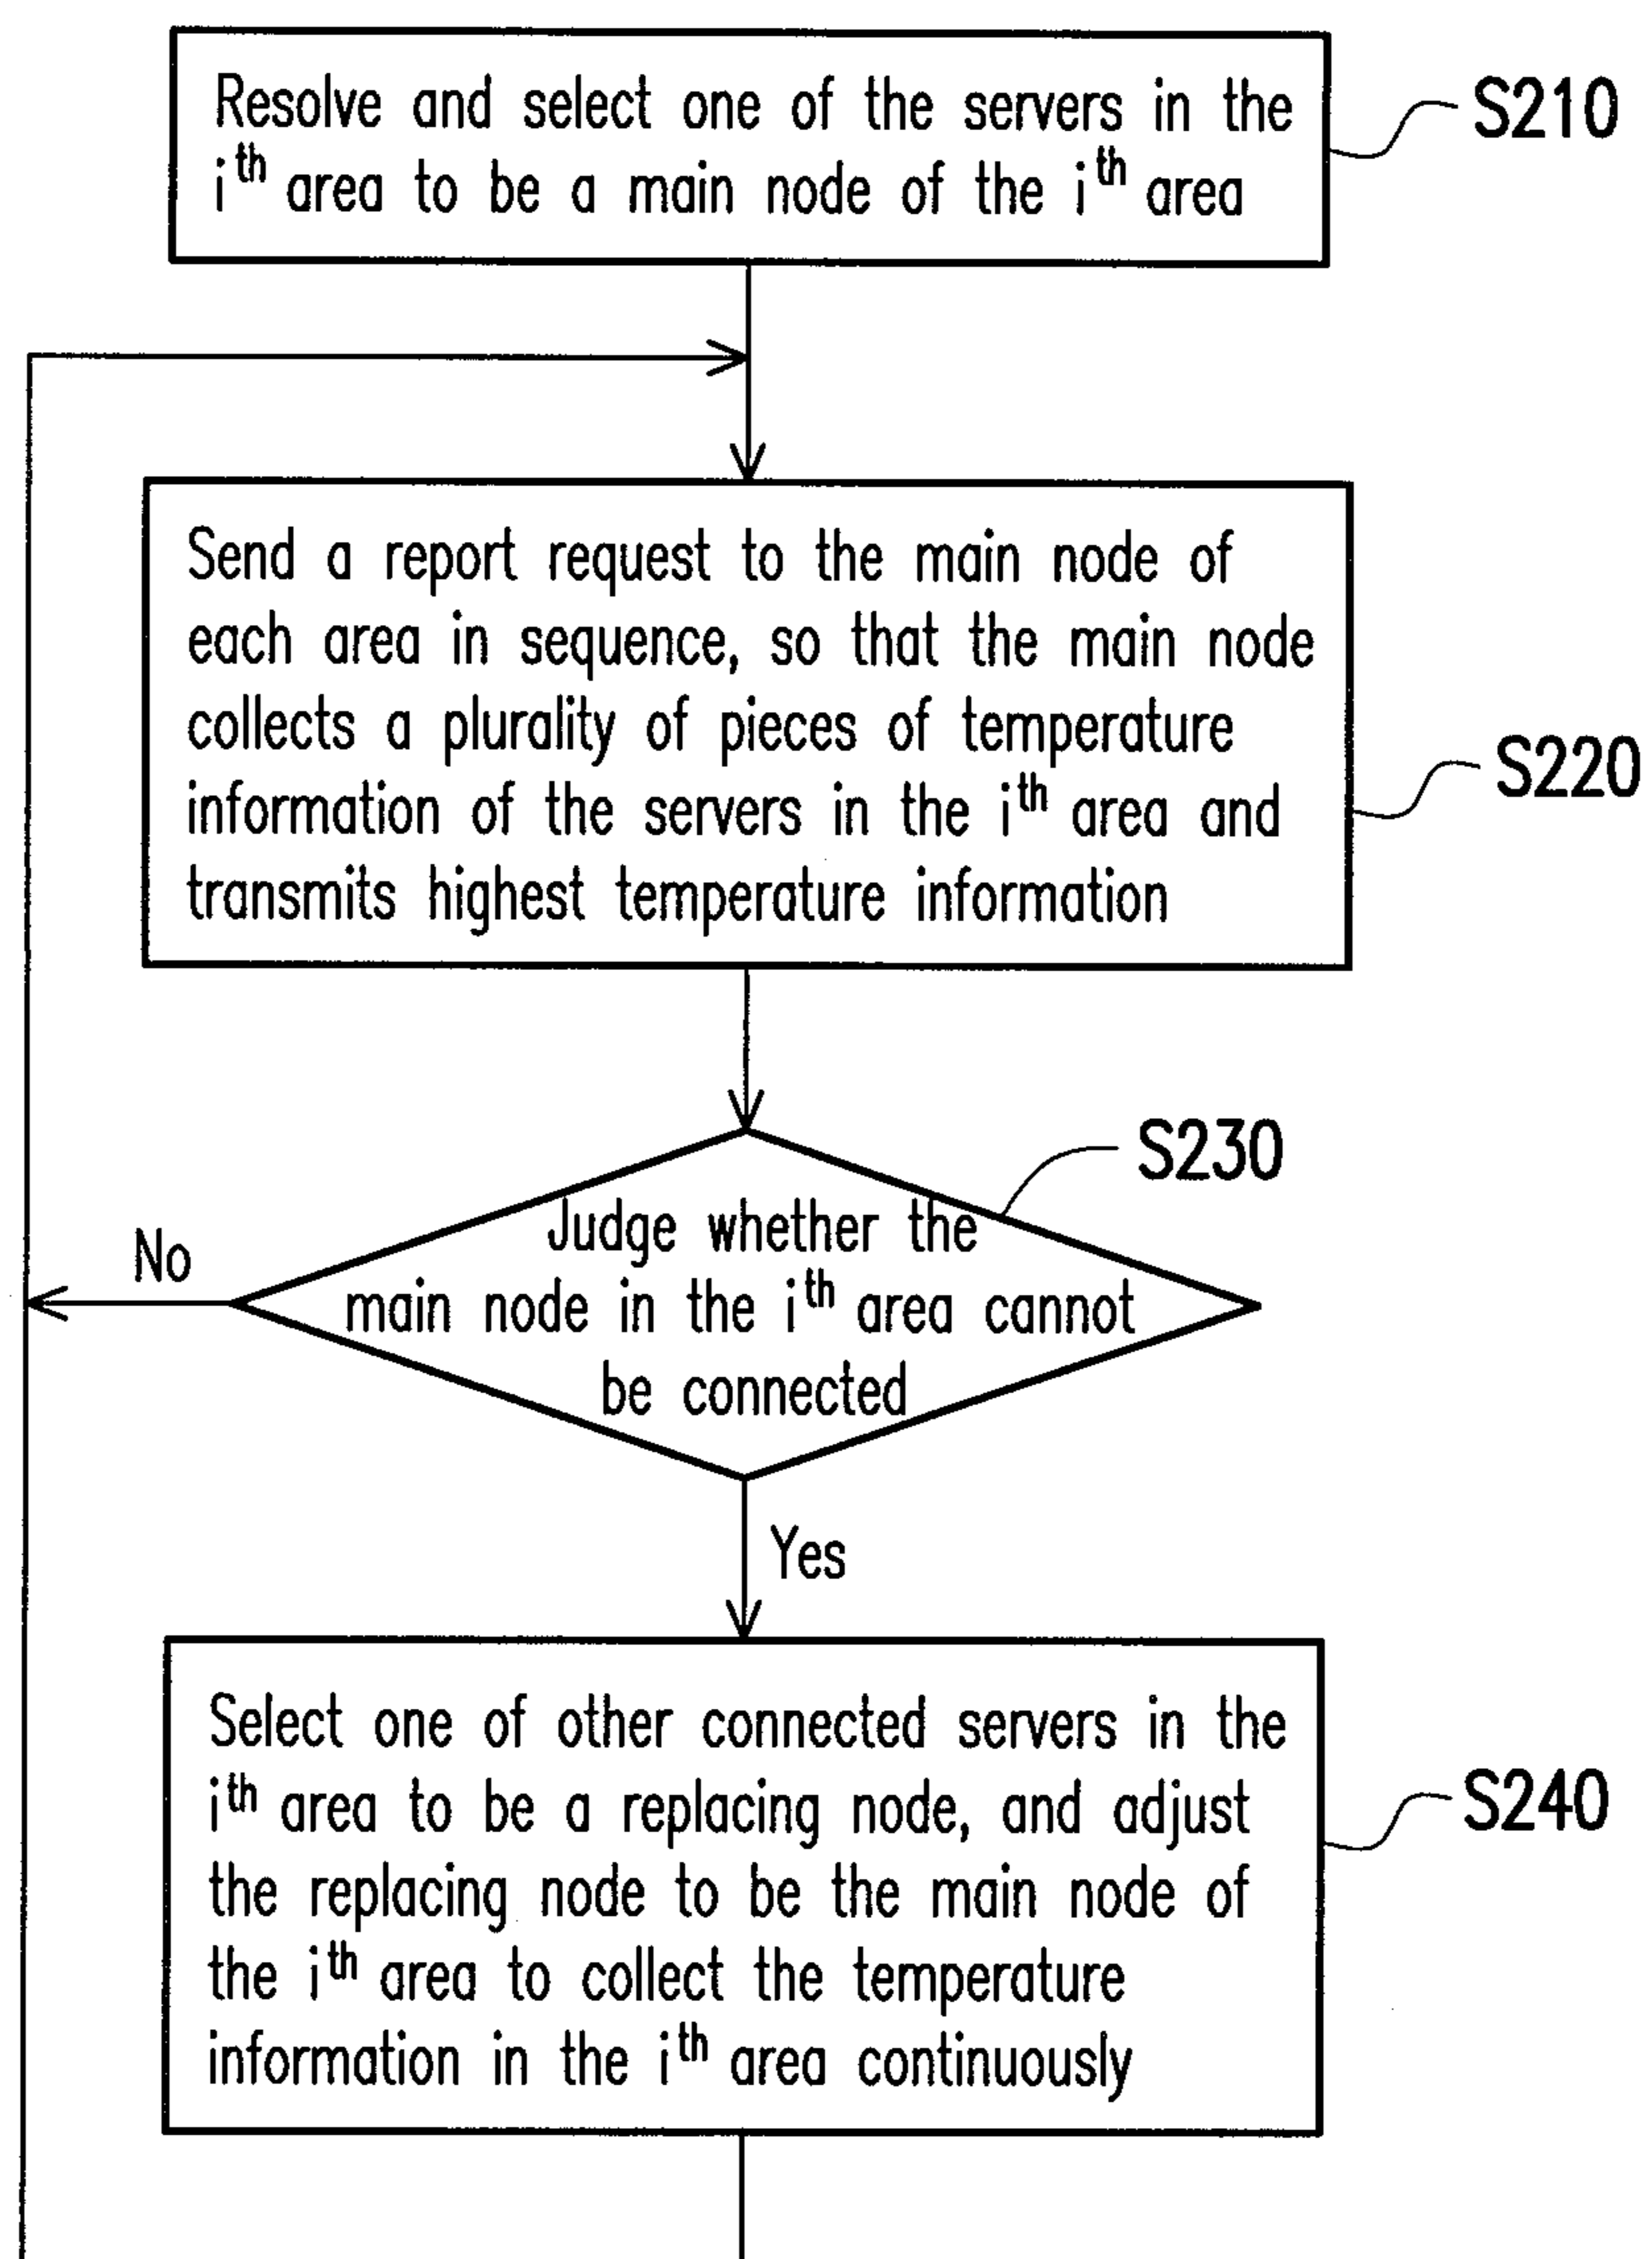 Resolve and select one of the servers in the
i^th area to be a main node of the i^th area
S210
Send a report request to the main node of
each area in sequence, so that the main node
collects a plurality of pieces of temperature
information of the servers in the i^th area and
transmits highest temperature information
S220
S230
Judge whether the
main node in the i^th area cannot
be connected
No
Yes
Select one of other connected servers in the
i^th area to be a replacing node, and adjust
the replacing node to be the main node of
the i^th area to collect the temperature
information in the i^th area continuously
S240